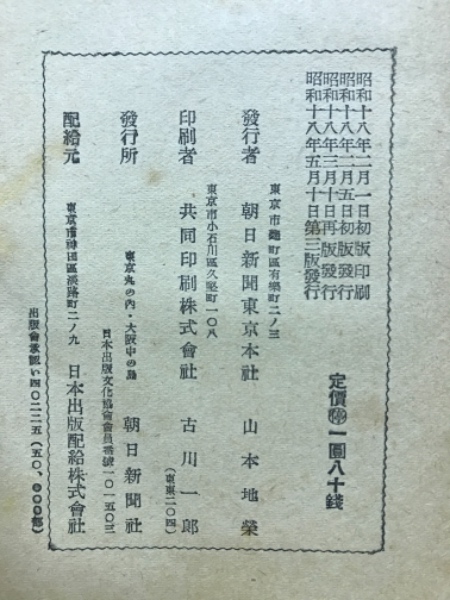 昭和十八年二月一日初版印刷
昭和十八年二月五日初版發行
昭和十八年三月十日再版發行
昭和十八年五月十日第三版發行
定價㊕一圓八十錢
東京市麹町區有樂町二ノ三
發行者 朝日新聞東京本社 山本地榮
東京市小石川區久堅町一〇八
印刷者 共同印刷株式會社 古川一郎
(東東二〇四)
東京丸の內・大阪中の島
發行所 朝日新聞社
日本出版文化協會會員番號一〇一五〇三
東京市神田區淡路町二ノ九
配給元 日本出版配給株式會社
出版會承認い四〇二二五(五〇、〇〇〇部)